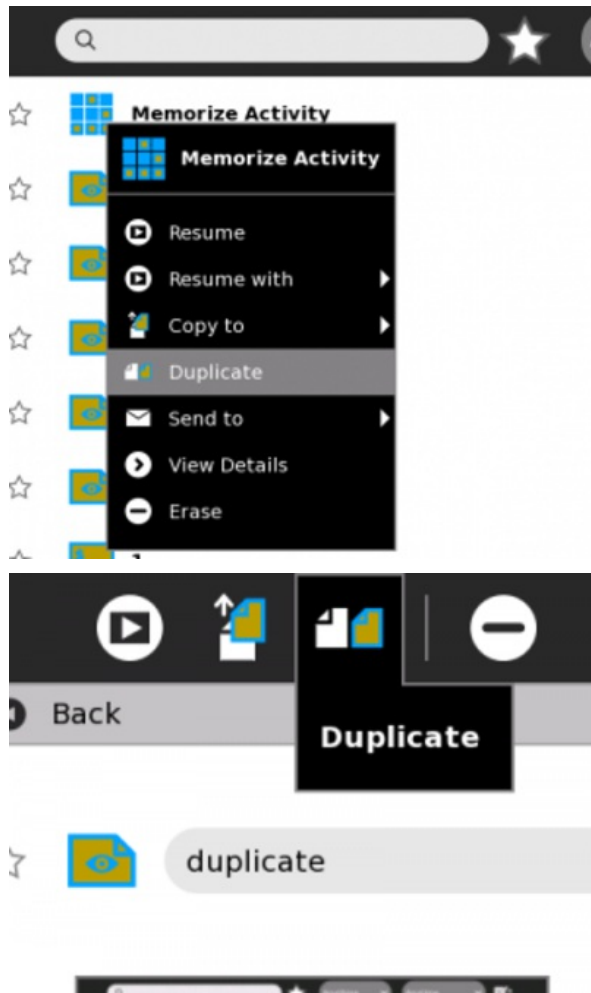 Memorize Activity
Memorize Activity
Resume
Resume with
Copy to
Duplicate
Send to
View Details
Erase
Back
Duplicate
duplicate